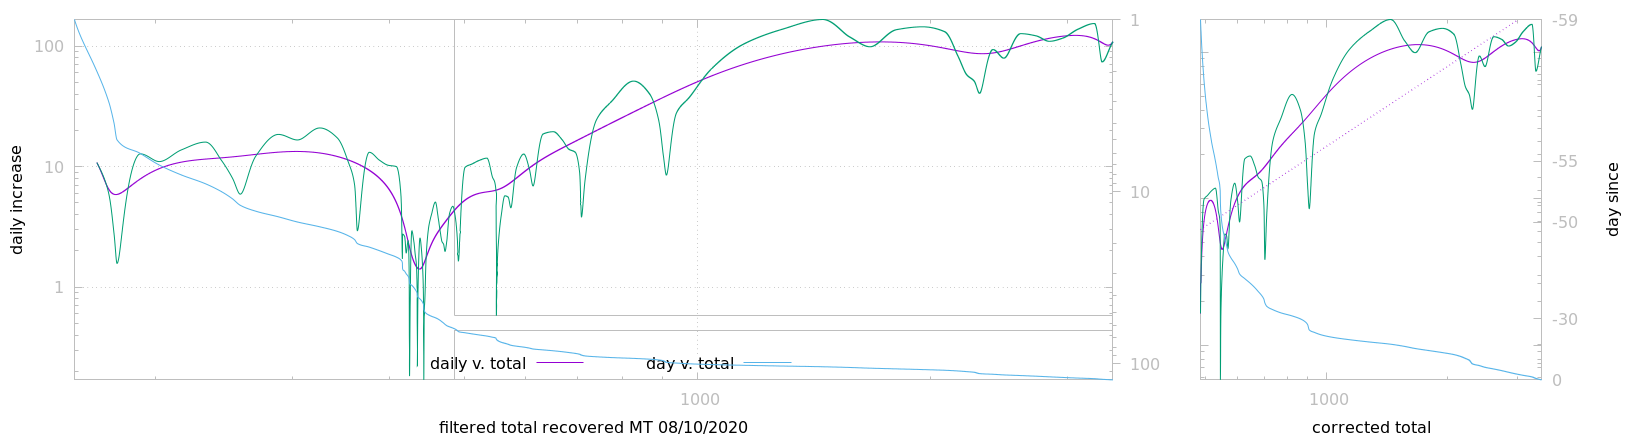 100
10
1
daily increase
1
10
100
daily v. total
day v. total
1000
filtered total recovered MT 08/10/2020
-59
-55
-50
-30
0
day since
1000
corrected total